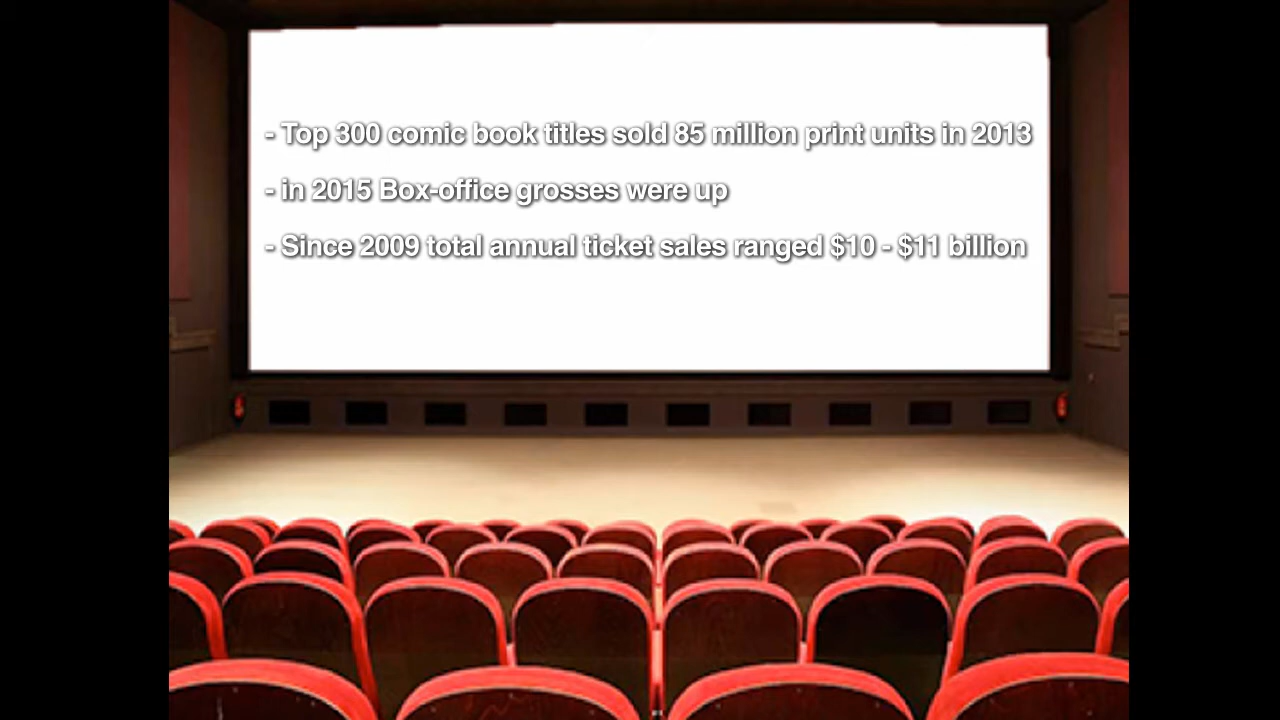 - Top 300 comic book titles sold 85 million print units in 2013
- in 2015 Box-office grosses were up
- Since 2009 total annual ticket sales ranged $10 - $11 billion